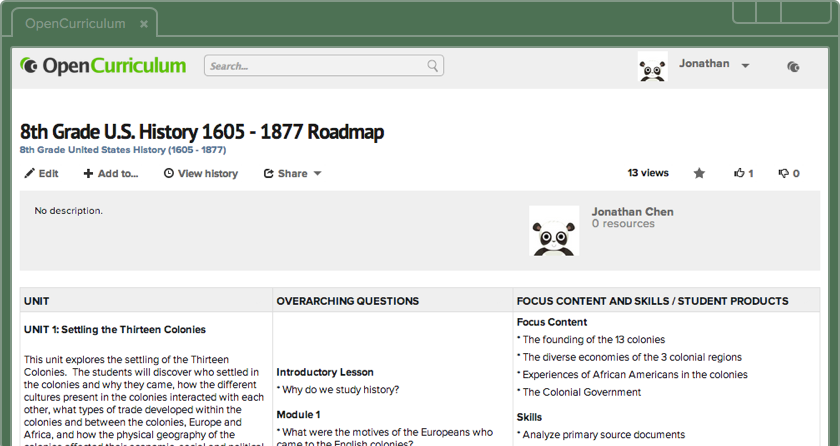 OpenCurriculum
OpenCurriculum
Search...
Jonathan
8th Grade U.S. History 1605 - 1877 Roadmap
8th Grade United States History (1605 - 1877)
Edit
Add to...
View history
Share
13 views
1
0
No description.
Jonathan Chen
0 resources
UNIT
OVERARCHING QUESTIONS
FOCUS CONTENT AND SKILLS / STUDENT PRODUCTS
UNIT 1: Settling the Thirteen Colonies
This unit explores the settling of the Thirteen
Colonies. The students will discover who settled in
the colonies and why they came, how the different
cultures present in the colonies interacted with each
other, what types of trade developed within the
colonies and between the colonies, Europe and
Africa, and how the physical geography of the
colonies affected their economic, social and political
Introductory Lesson
* Why do we study history?
Module 1
* What were the motives of the Europeans who
came to the English colonies?
Focus Content
* The founding of the 13 colonies
* The diverse economies of the 3 colonial regions
* Experiences of African Americans in the colonies
* The Colonial Government
Skills
* Analyze primary source documents